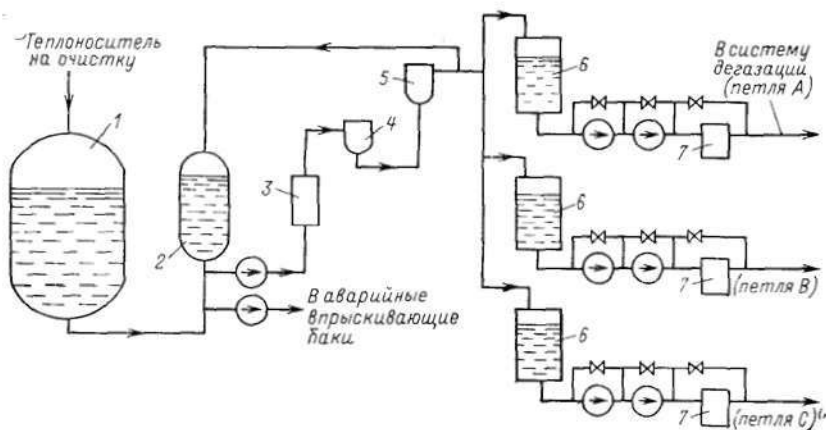 Теплоноситель
на очистку
1
2
3
4
5
6
7
В систему
дегазации
(петля А)
В аварийные
впрыскивающие
баки
6
7
(петля В)
6
7
(петля С)